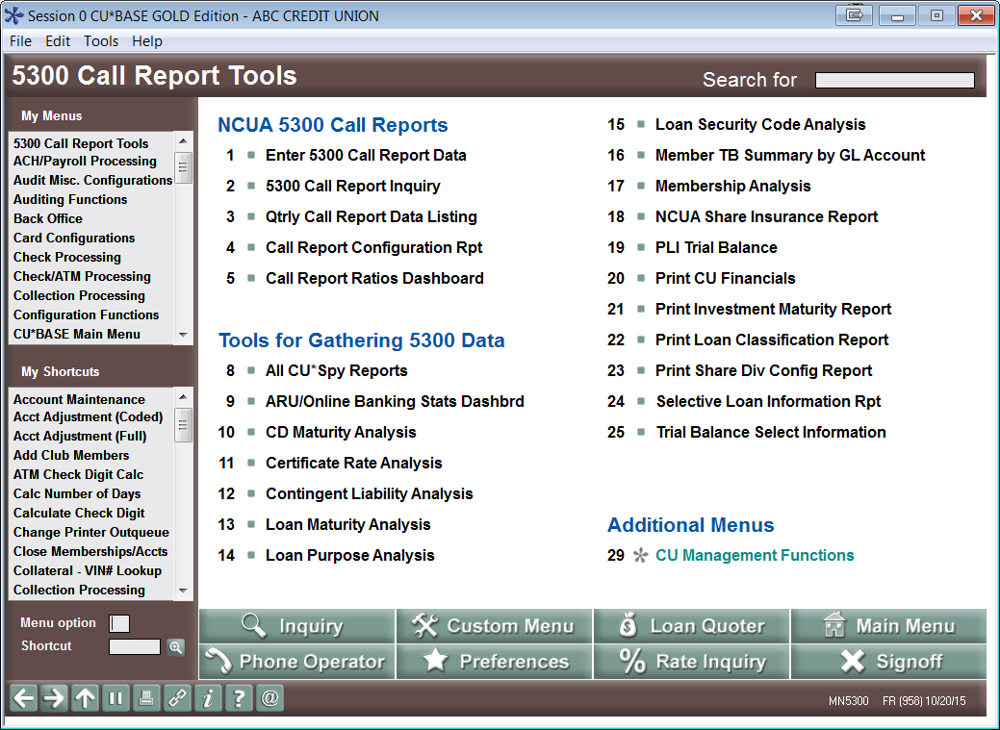 Session 0 CU*BASE GOLD Edition - ABC CREDIT UNION
File Edit Tools Help
5300 Call Report Tools
Search for
My Menus
5300 Call Report Tools
ACH/Payroll Processing
Audit Misc. Configurations
Auditing Functions
Back Office
Card Configurations
Check Processing
Check/ATM Processing
Collection Processing
Configuration Functions
CU*BASE Main Menu
My Shortcuts
Account Maintenance
Acct Adjustment (Coded)
Acct Adjustment (Full)
Add Club Members
ATM Check Digit Calc
Calc Number of Days
Calculate Check Digit
Change Printer Outqueue
Close Memberships/Accts
Collateral - VIN# Lookup
Collection Processing
Menu option
Shortcut
NCUA 5300 Call Reports
1 Enter 5300 Call Report Data
2 5300 Call Report Inquiry
3 Qtrly Call Report Data Listing
4 Call Report Configuration Rpt
5 Call Report Ratios Dashboard
Tools for Gathering 5300 Data
8 All CU*Spy Reports
9 ARU/Online Banking Stats Dashbrd
10 CD Maturity Analysis
11 Certificate Rate Analysis
12 Contingent Liability Analysis
13 Loan Maturity Analysis
14 Loan Purpose Analysis
15 Loan Security Code Analysis
16 Member TB Summary by GL Account
17 Membership Analysis
18 NCUA Share Insurance Report
19 PLI Trial Balance
20 Print CU Financials
21 Print Investment Maturity Report
22 Print Loan Classification Report
23 Print Share Div Config Report
24 Selective Loan Information Rpt
25 Trial Balance Select Information
Additional Menus
29 CU Management Functions
Inquiry Custom Menu Loan Quoter Main Menu
Phone Operator Preferences % Rate Inquiry Signoff
i ? @
MN5300 FR (958) 10/20/15